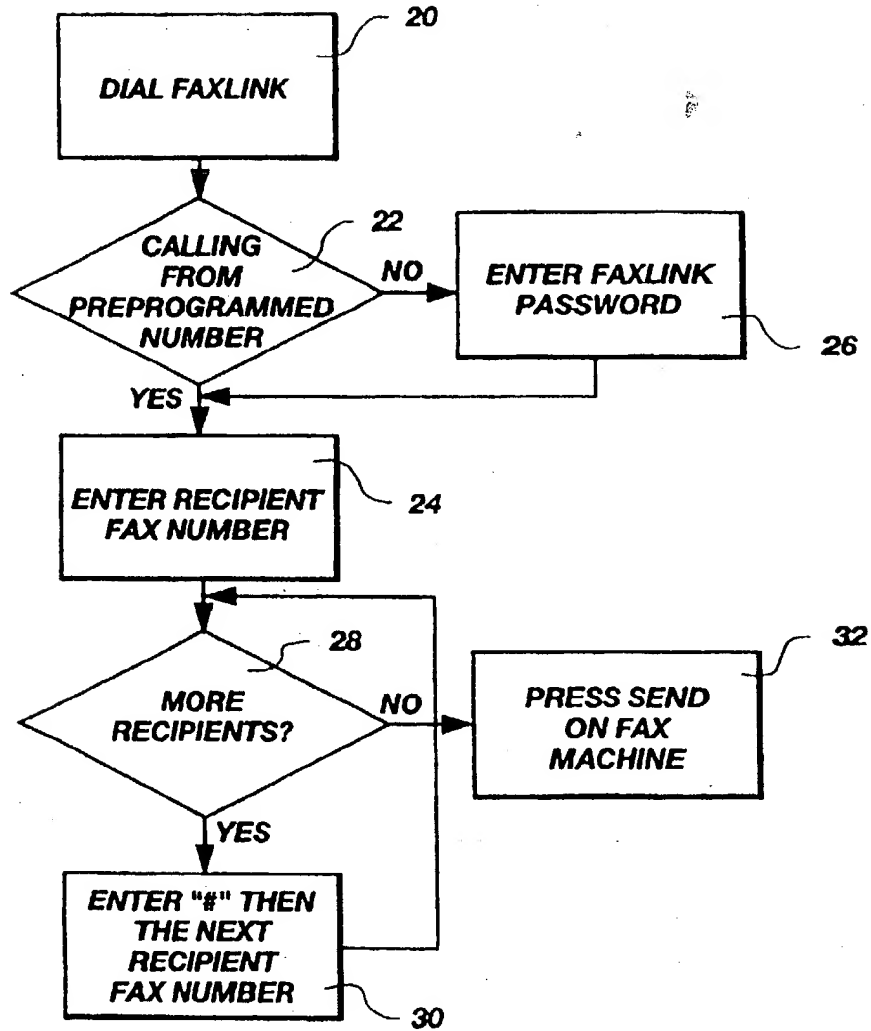 20
DIAL FAXLINK
22
CALLING
FROM
PREPROGRAMMED
NUMBER
NO
ENTER FAXLINK
PASSWORD
26
YES
ENTER RECIPIENT
FAX NUMBER
24
28
MORE
RECIPIENTS?
NO
32
PRESS SEND
ON FAX
MACHINE
YES
ENTER "#" THEN
THE NEXT
RECIPIENT
FAX NUMBER
30